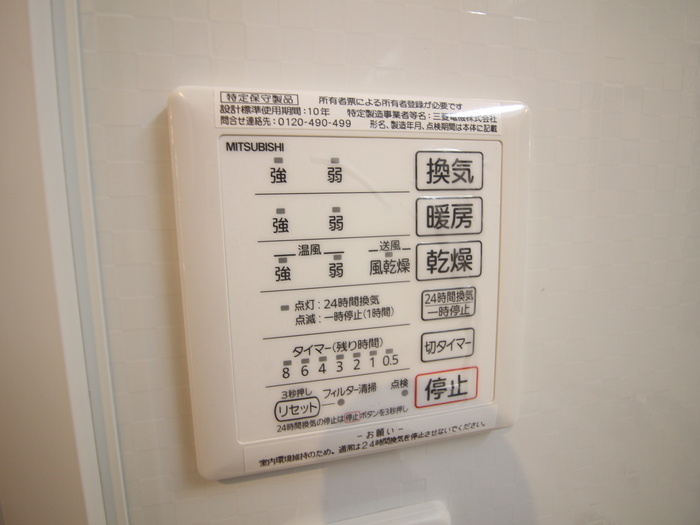 特定保守製品 所有者票による所有者登録が必要です
設計標準使用期間:10年 特定製造事業者等名:三菱電機株式会社
問合せ連絡先:0120-490-499 形名、製造年月、点検期間は本体に記載
MITSUBISHI
強 弱 換気
強 弱 暖房
温風 送風
強 弱 風乾燥 乾燥
点灯:24時間換気
点滅:一時停止(1時間)
24時間換気
一時停止
タイマー(残り時間)
8 6 4 3 2 1 0.5
切タイマー
3秒押し
リセット フィルター清掃 点検
停止
24時間換気の停止は停止ボタンを3秒押し
-お願い-
室内環境維持のため、通常は24時間換気を停止させないでください。